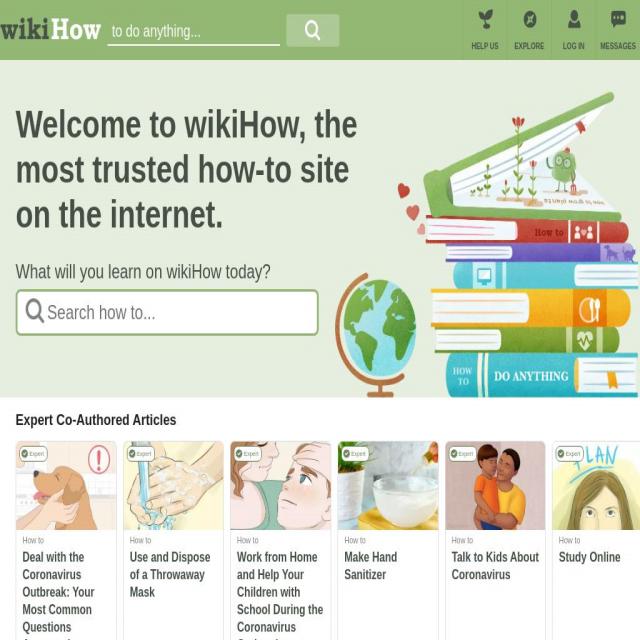 wikiHow to do anything...
HELP US EXPLORE LOG IN MESSAGES
Welcome to wikiHow, the
most trusted how-to site
on the internet.
What will you learn on wikiHow today?
Search how to...
How to
HOW
TO
DO ANYTHING
Expert Co-Authored Articles
Expert
How to
Deal with the
Coronavirus
Outbreak: Your
Most Common
Questions
Expert
How to
Use and Dispose
of a Throwaway
Mask
Expert
How to
Work from Home
and Help Your
Children with
School During the
Coronavirus
Expert
How to
Make Hand
Sanitizer
Expert
How to
Talk to Kids About
Coronavirus
Expert
PLAN
How to
Study Online